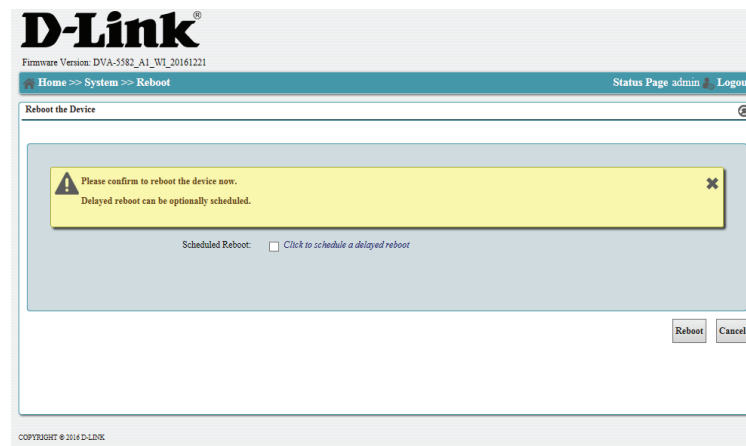 D-Link®
Firmware Version: DVA-5582_A1_WI_20161221
Home >> System >> Reboot
Status Page admin Logou
Reboot the Device
Please confirm to reboot the device now.
Delayed reboot can be optionally scheduled.
Scheduled Reboot: Click to schedule a delayed reboot
Reboot Cancel
COPYRIGHT © 2016 D-LINK